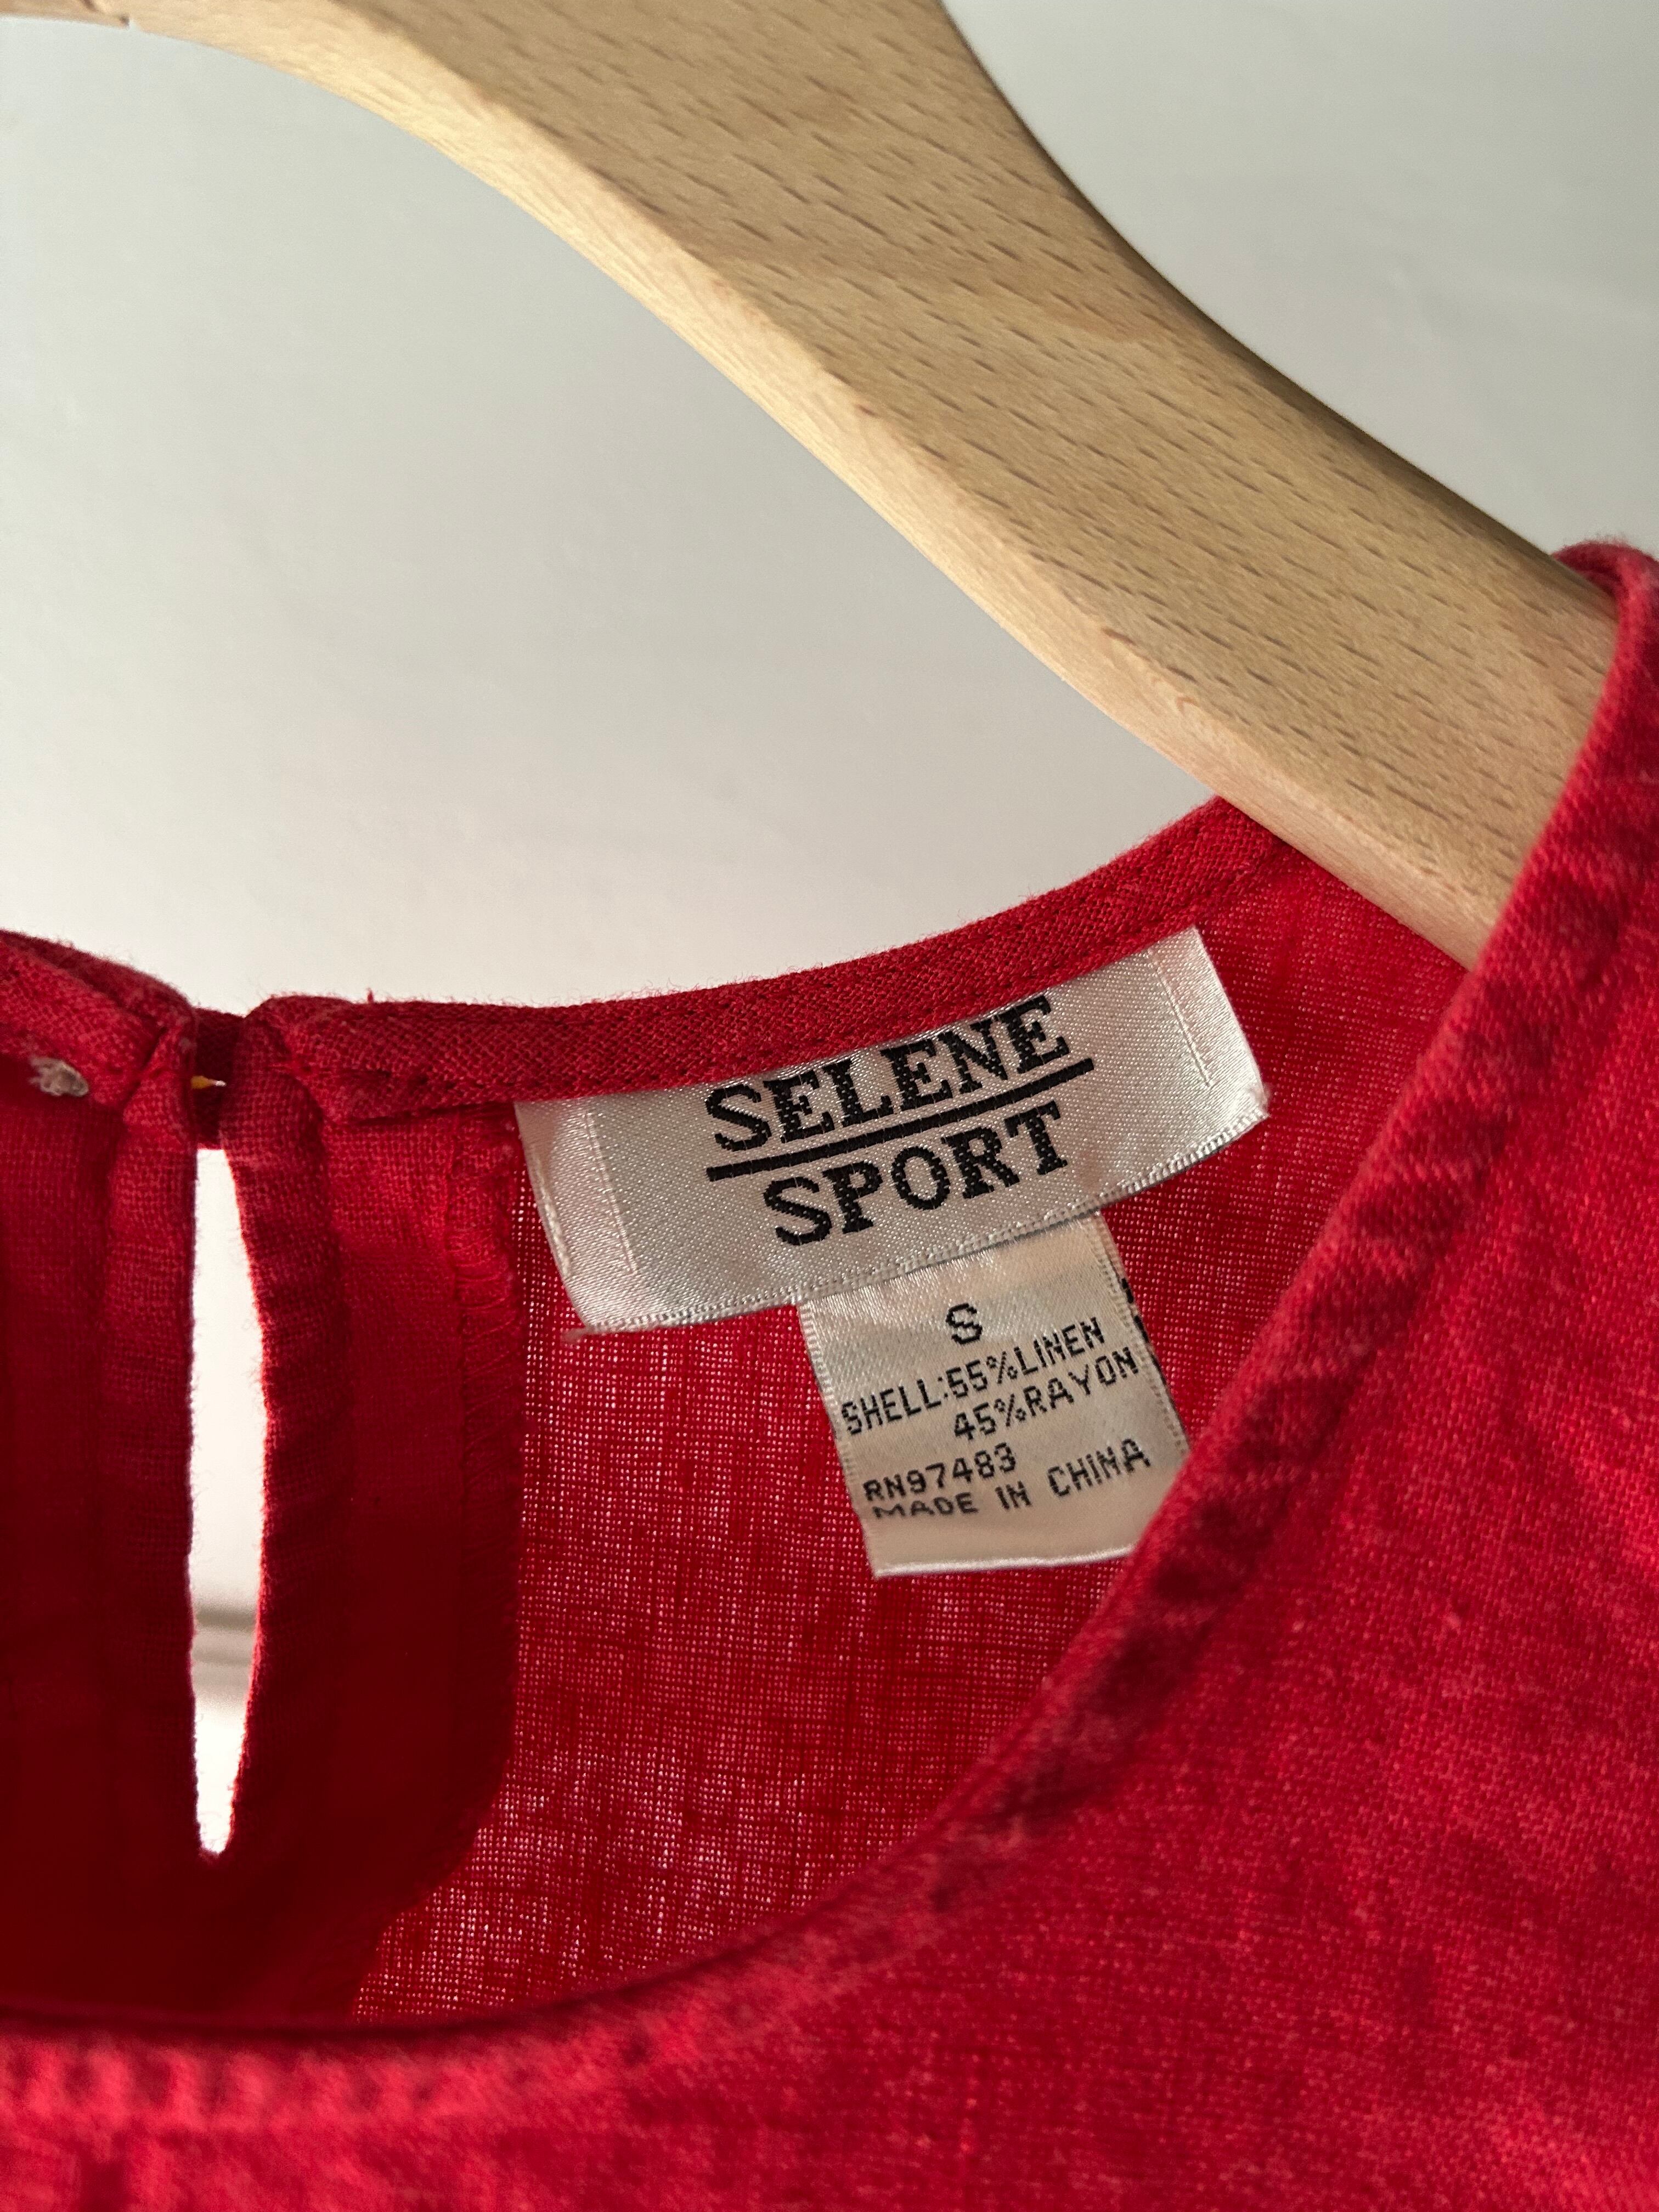 SELENE
SPORT
S
SHELL:55%LINEN
45%RAYON
RN97483
MADE IN CHINA